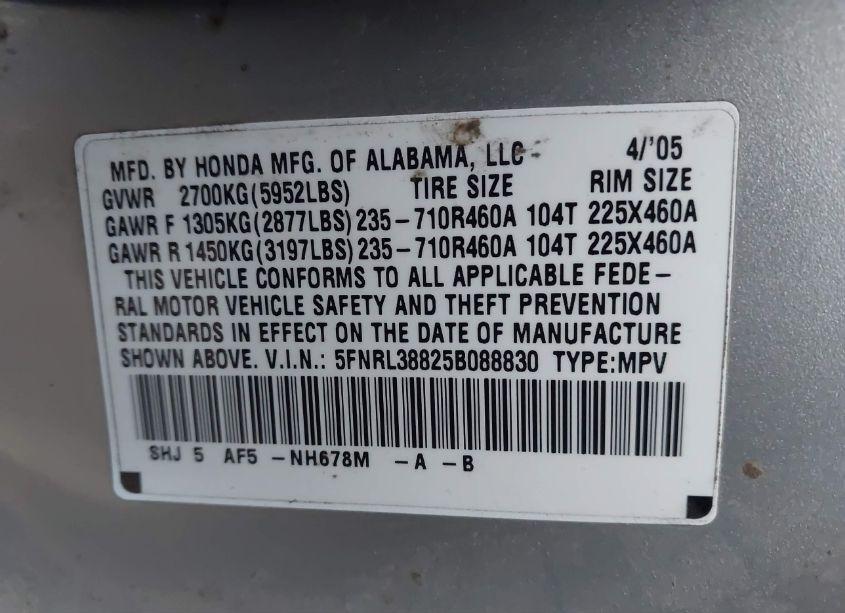 MFD. BY HONDA MFG. OF ALABAMA, LLC 4/'05
GVWR 2700KG(5952LBS) TIRE SIZE RIM SIZE
GAWR F 1305KG(2877LBS) 235-710R460A 104T 225X460A
GAWR R 1450KG(3197LBS) 235-710R460A 104T 225X460A
THIS VEHICLE CONFORMS TO ALL APPLICABLE FEDE-
RAL MOTOR VEHICLE SAFETY AND THEFT PREVENTION
STANDARDS IN EFFECT ON THE DATE OF MANUFACTURE
SHOWN ABOVE. V.I.N.: 5FNRL38825B088830 TYPE:MPV
SHJ 5 AF5 -NH678M -A -B